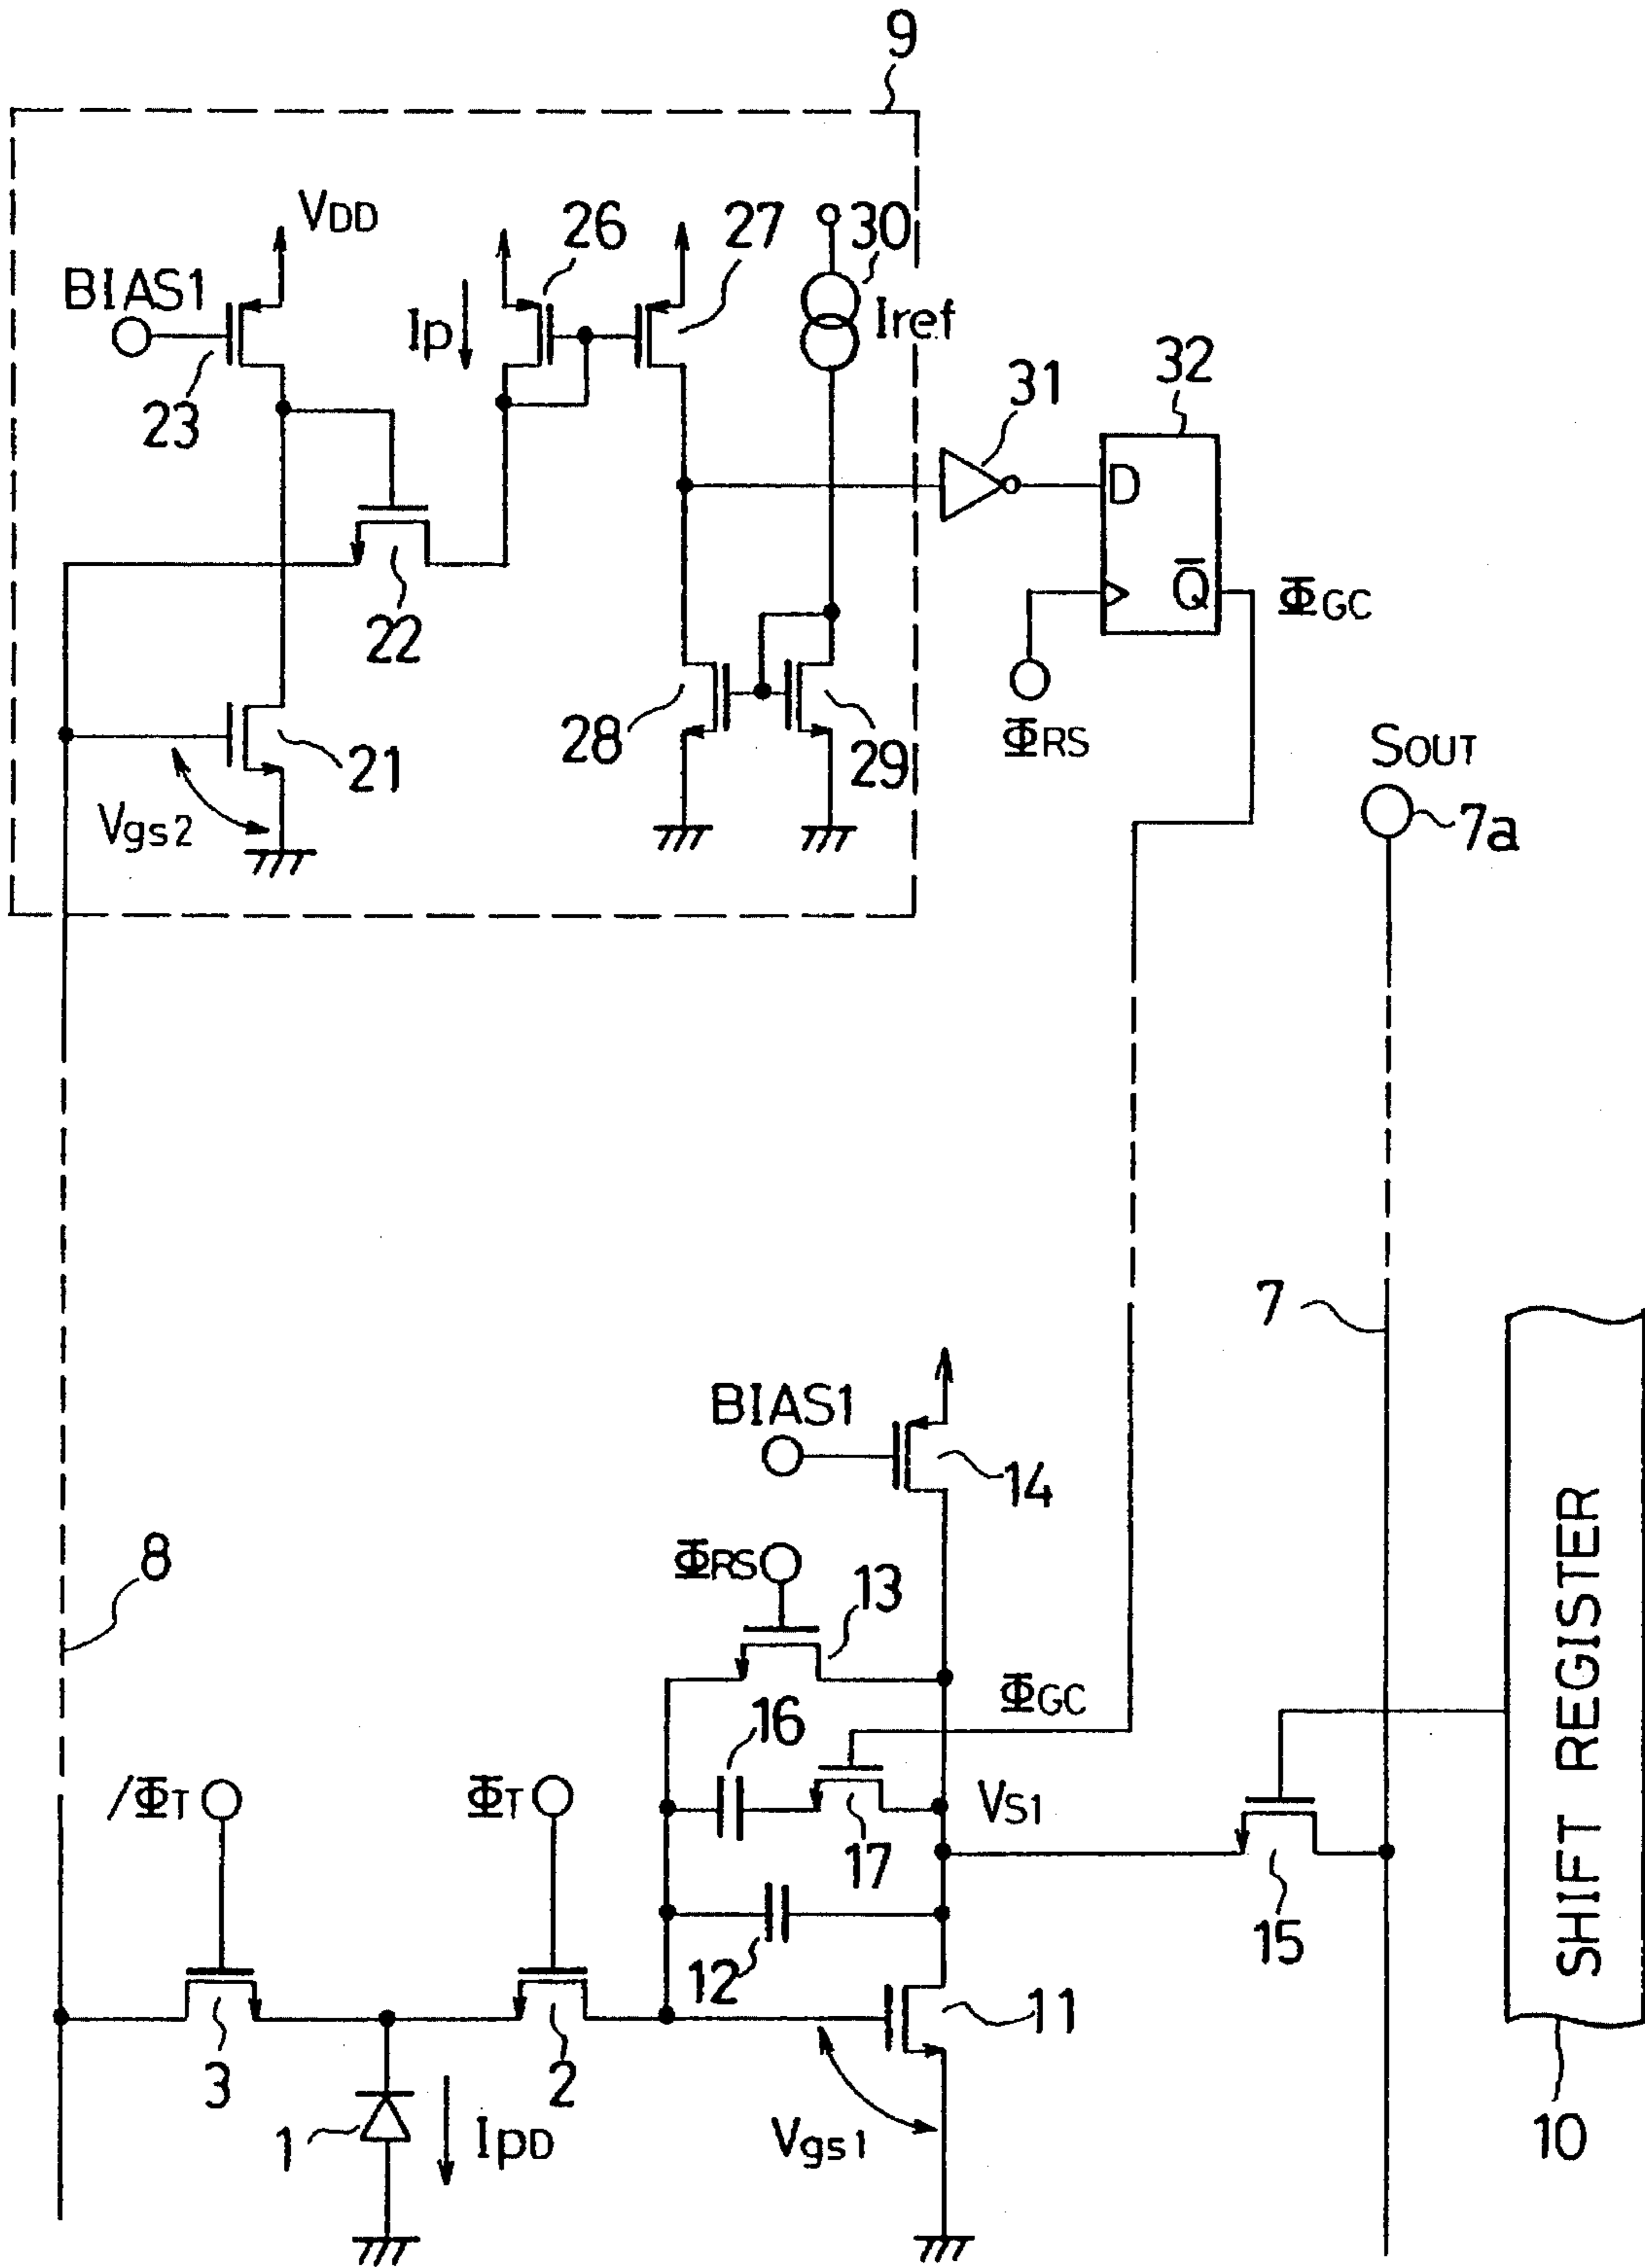 9
VDD
26
27
30
BIAS1
Ip
Iref
23
31
32
D
Q̅
ΦGC
22
28
29
ΦRS
21
Vgs2
SOUT
7a
7
BIAS1
14
8
ΦRS
13
ΦGC
16
/ΦT
ΦT
VS1
17
15
12
11
3
2
1
IPD
Vgs1
SHIFT REGISTER
10